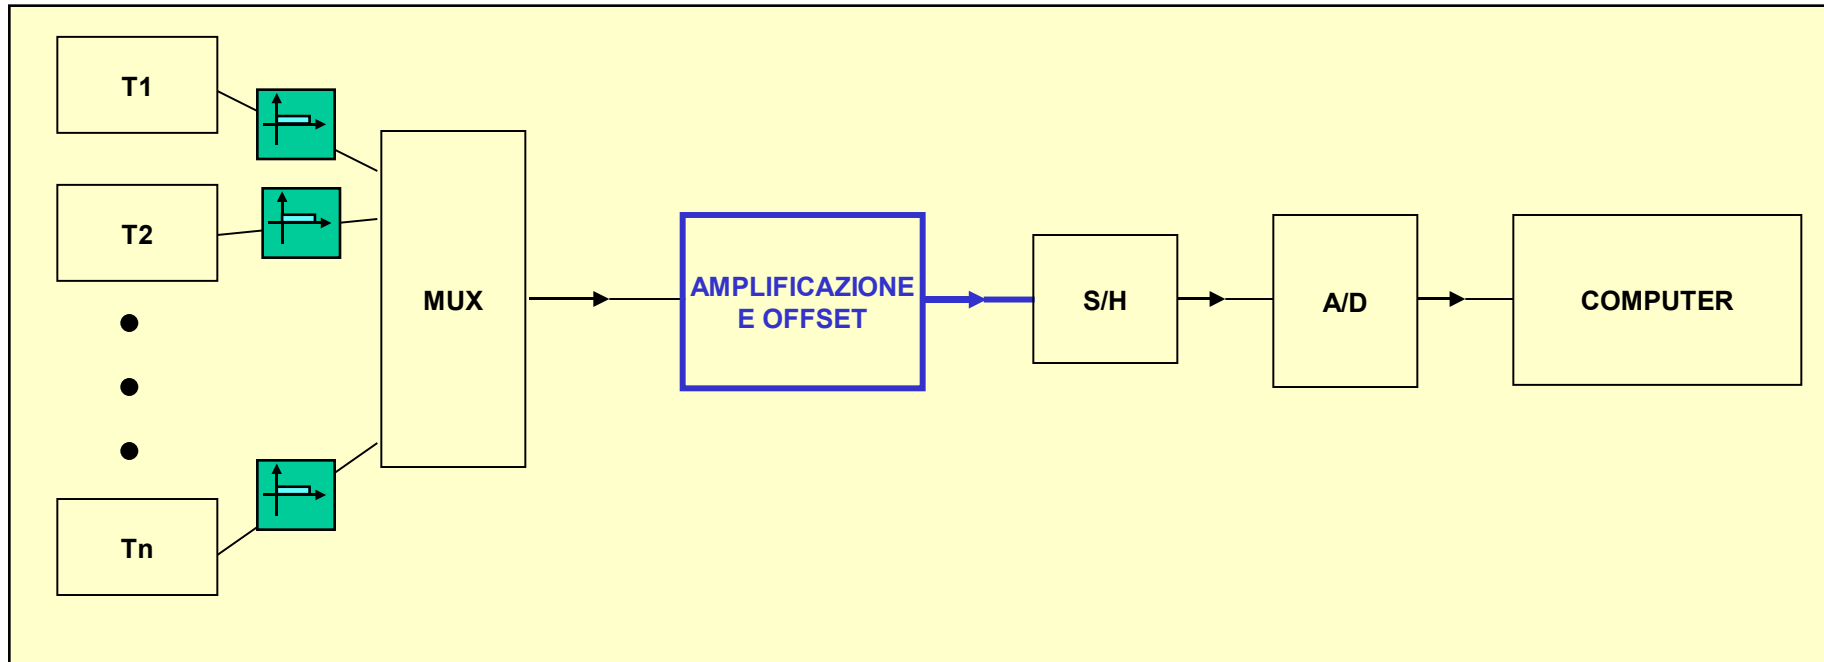 T1
T2
Tn
MUX
AMPLIFICAZIONE
E OFFSET
S/H
A/D
COMPUTER